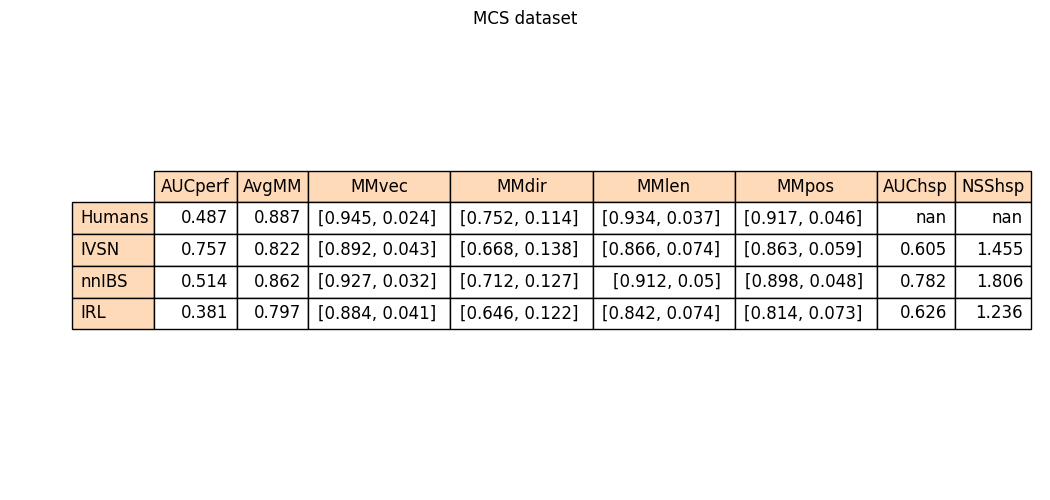 MCS dataset
AUCperf AvgMM MMvec MMdir MMlen MMpos AUChsp NSShsp
Humans 0.487 0.887 [0.945, 0.024] [0.752, 0.114] [0.934, 0.037] [0.917, 0.046] nan nan
IVSN 0.757 0.822 [0.892, 0.043] [0.668, 0.138] [0.866, 0.074] [0.863, 0.059] 0.605 1.455
nnIBS 0.514 0.862 [0.927, 0.032] [0.712, 0.127] [0.912, 0.05] [0.898, 0.048] 0.782 1.806
IRL 0.381 0.797 [0.884, 0.041] [0.646, 0.122] [0.842, 0.074] [0.814, 0.073] 0.626 1.236